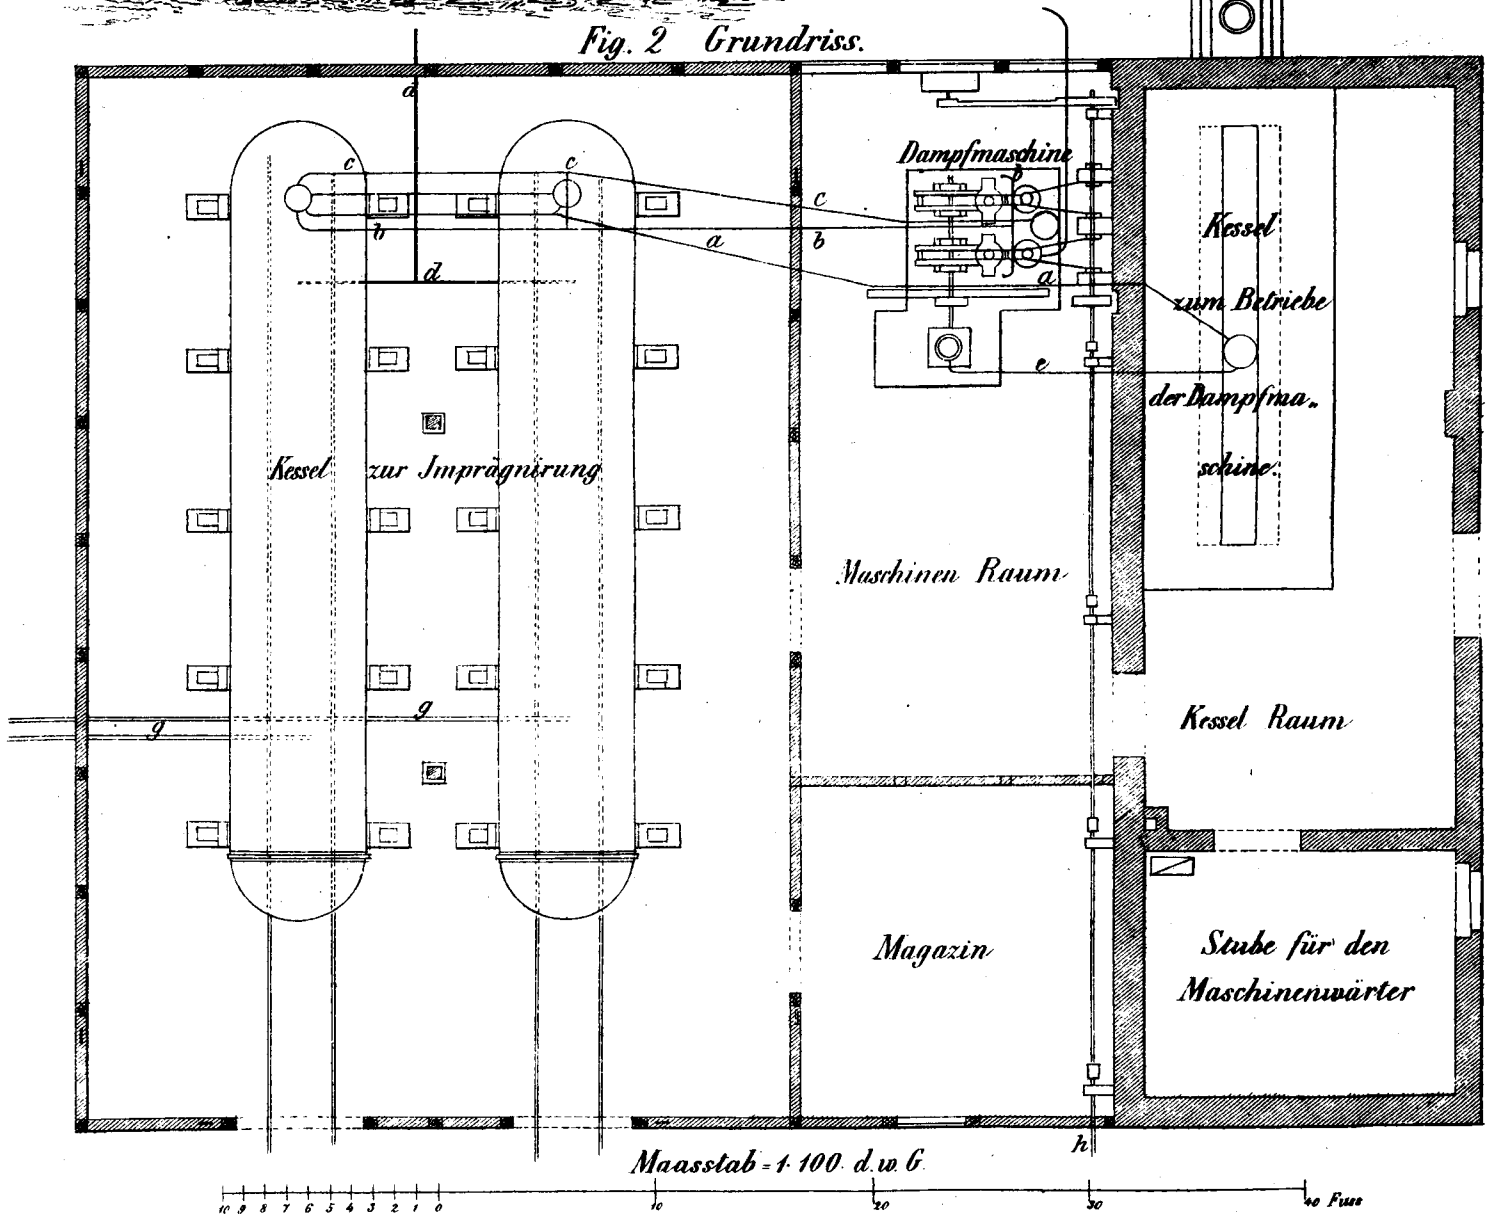 Fig. 2 Grundriss.
d
c
c
Dampfmaschine
b
c
b
a
b
d
a
Kessel
zum Betriebe
e
der Dampfma„
schine.
Kessel zur Imprägnirung
Maschinen Raum
g
g
Kessel Raum
Magazin
Stube für den
Maschinenwärter
h
Maasstab = 1·100 d. w. G.
10 9 8 7 6 5 4 3 2 1 0 10 20 30 40 Fuss